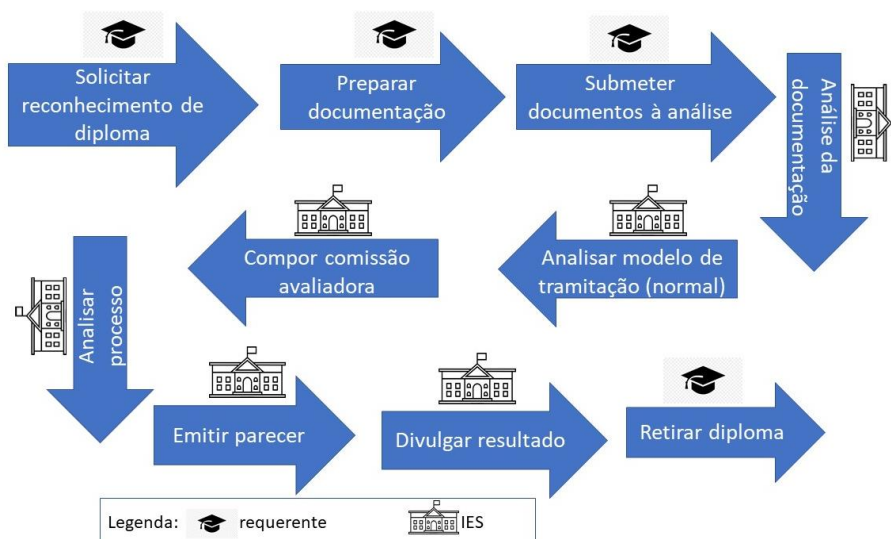 Solicitar
reconhecimento de
diploma
Preparar
documentação
Submeter
documentos à análise
Análise da
documentação
Analisar modelo de
tramitação (normal)
Compor comissão
avaliadora
Analisar
processo
Emitir parecer
Divulgar resultado
Retirar diploma
Legenda: requerente IES